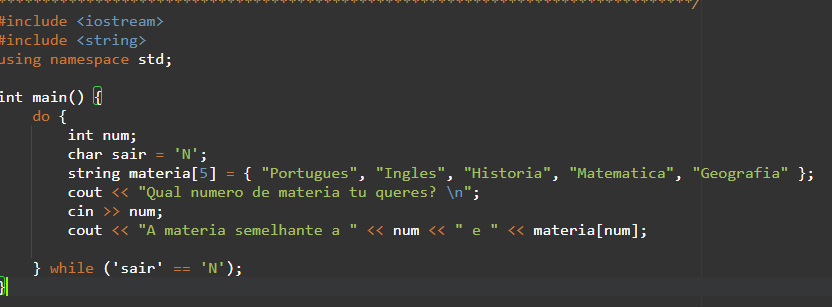 *******************************************************************************/
#include <iostream>
#include <string>
using namespace std;
int main() {
do {
int num;
char sair = 'N';
string materia[5] = { "Portugues", "Ingles", "Historia", "Matematica", "Geografia" };
cout << "Qual numero de materia tu queres? \n";
cin >> num;
cout << "A materia semelhante a " << num << " e " << materia[num];
} while ('sair' == 'N');
}